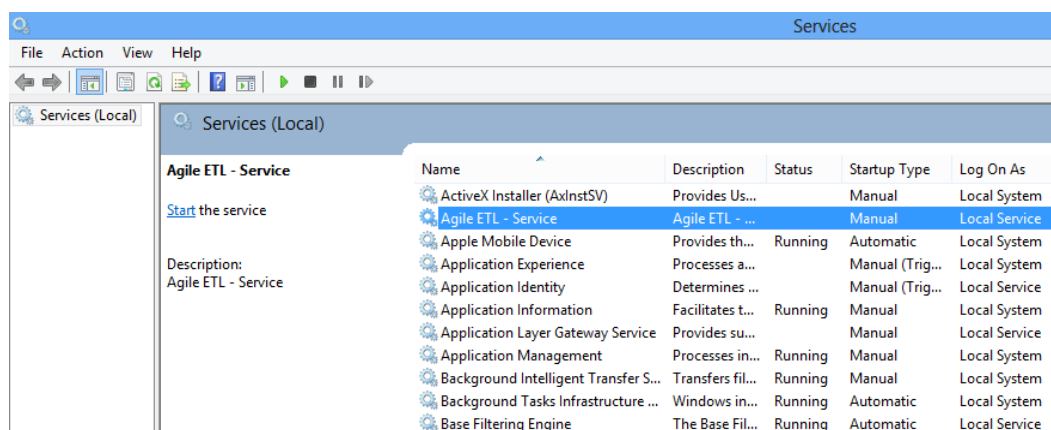 Services
File Action View Help
Services (Local)
Services (Local)
Agile ETL - Service
Start the service
Description:
Agile ETL - Service
Name Description Status Startup Type Log On As
ActiveX Installer (AxInstSV) Provides Us... Manual Local System
Agile ETL - Service Agile ETL - ... Manual Local Service
Apple Mobile Device Provides th... Running Automatic Local System
Application Experience Processes a... Manual (Trig... Local System
Application Identity Determines ... Manual (Trig... Local Service
Application Information Facilitates t... Running Manual Local System
Application Layer Gateway Service Provides su... Manual Local Service
Application Management Processes in... Running Manual Local System
Background Intelligent Transfer S... Transfers fil... Running Manual Local System
Background Tasks Infrastructure ... Windows in... Running Automatic Local System
Base Filtering Engine The Base Fil... Running Automatic Local Service